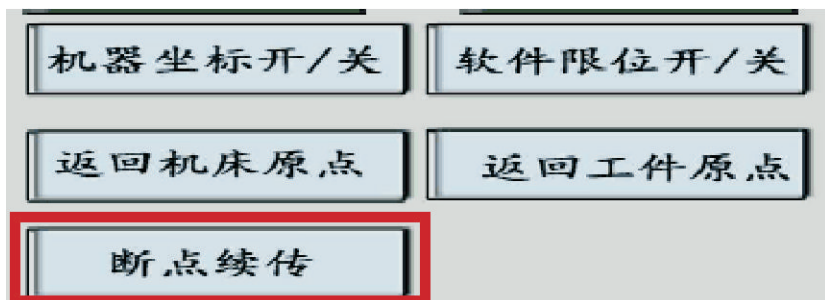 机器坐标开/关
软件限位开/关
返回机床原点
返回工件原点
断点续传